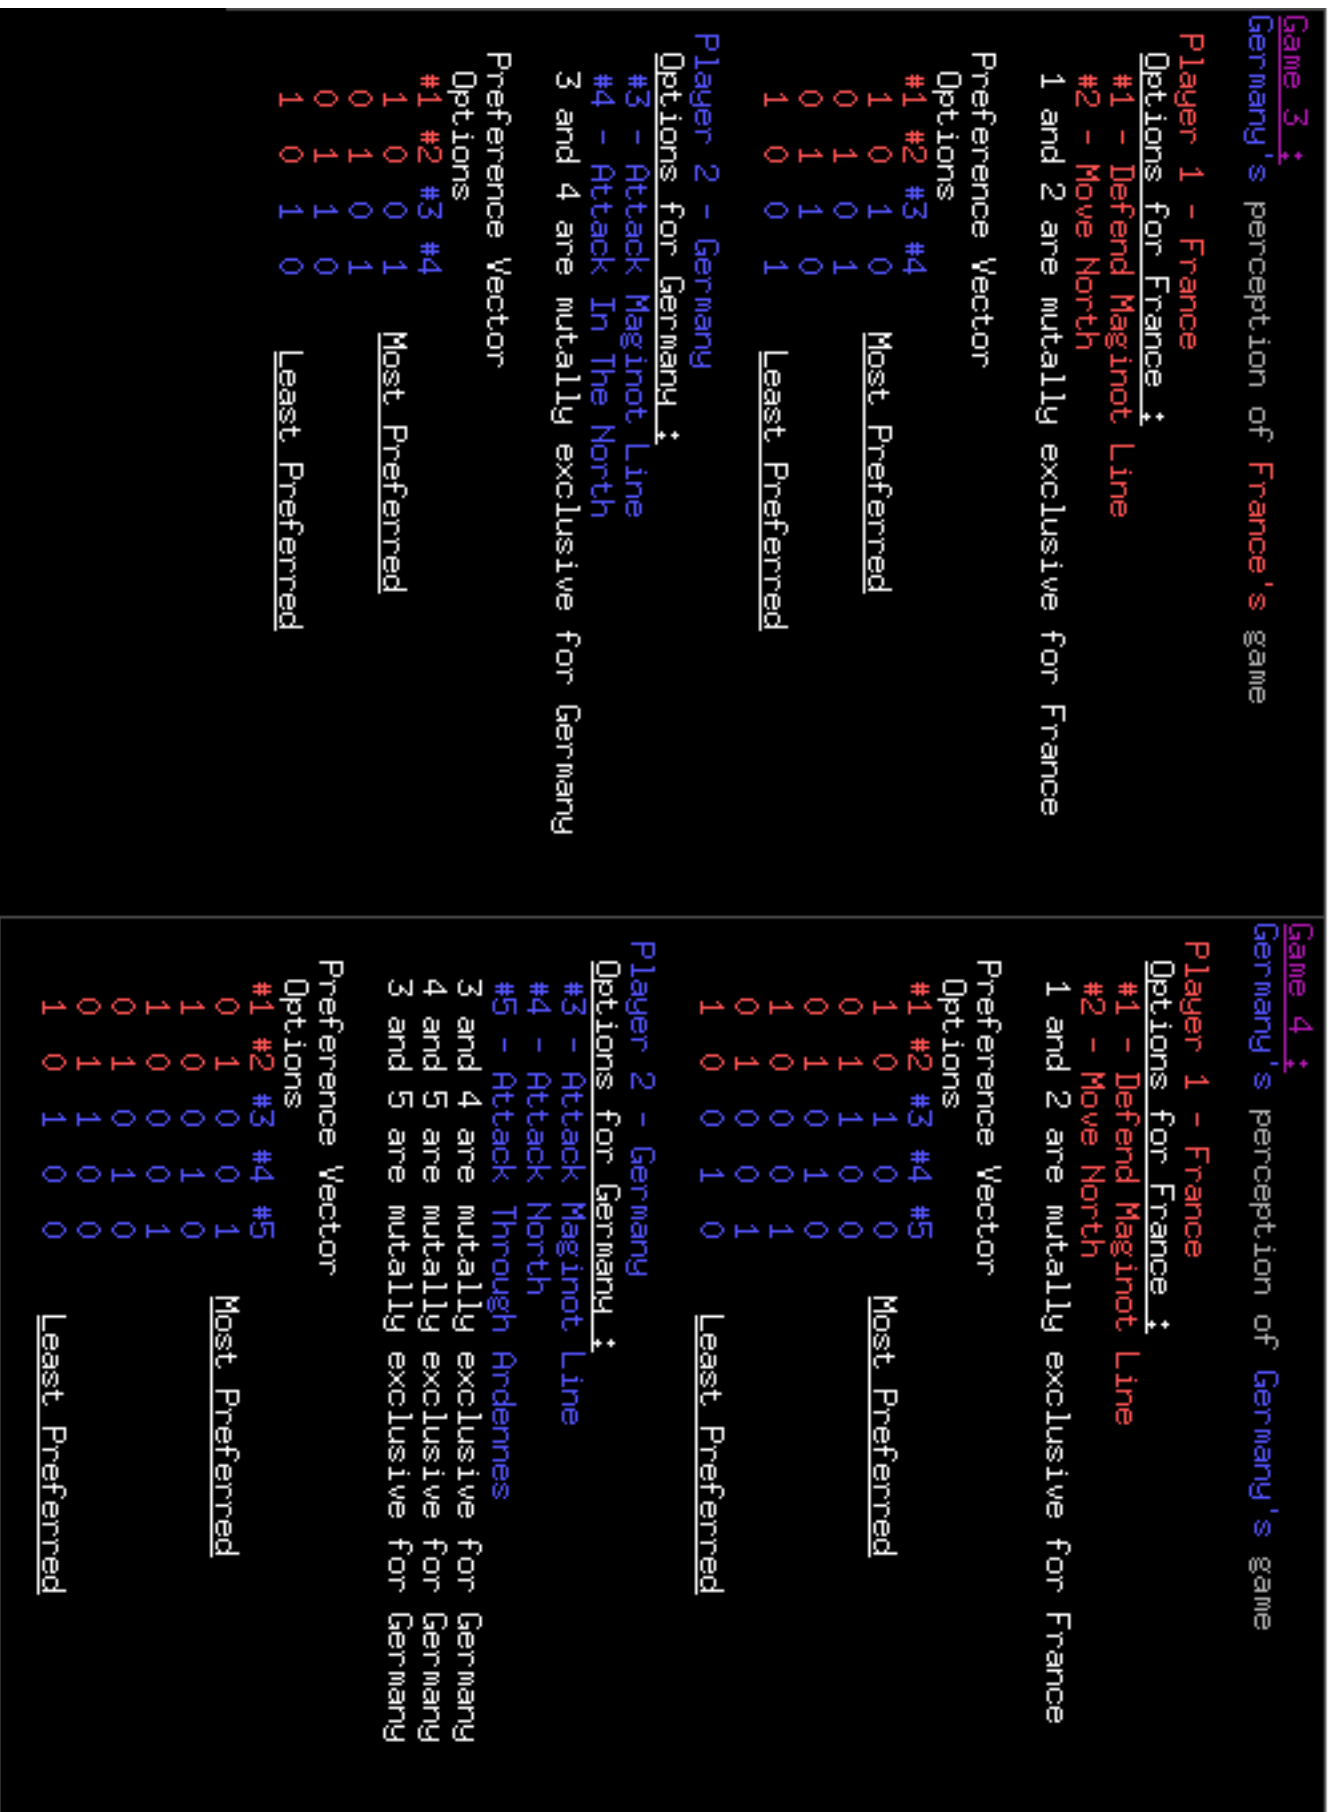 Game 3 :
Germany's perception of France's game
Player 1 - France
Options for France :
#1 - Defend Maginot Line
#2 - Move North
1 and 2 are mutally exclusive for France
Preference Vector
Options
#1 #2 #3 #4
1 0 1 0 Most Preferred
0 1 0 1
0 1 1 0
1 0 0 1 Least Preferred
Player 2 - Germany
Options for Germany :
#3 - Attack Maginot Line
#4 - Attack In The North
3 and 4 are mutally exclusive for Germany
Preference Vector
Options
#1 #2 #3 #4
1 0 0 1 Most Preferred
0 1 0 1
0 1 1 0
1 0 1 0 Least Preferred
Game 4 :
Germany's perception of Germany's game
Player 1 - France
Options for France :
#1 - Defend Maginot Line
#2 - Move North
1 and 2 are mutally exclusive for France
Preference Vector
Options
#1 #2 #3 #4 #5
1 0 1 0 0 Most Preferred
0 1 1 0 0
0 1 0 1 0
1 0 0 0 1
0 1 0 0 1
1 0 0 1 0 Least Preferred
Player 2 - Germany
Options for Germany :
#3 - Attack Maginot Line
#4 - Attack North
#5 - Attack Through Ardennes
3 and 4 are mutally exclusive for Germany
4 and 5 are mutally exclusive for Germany
3 and 5 are mutally exclusive for Germany
Preference Vector
Options
#1 #2 #3 #4 #5
0 1 0 0 1 Most Preferred
1 0 0 1 0
1 0 0 0 1
0 1 0 1 0
0 1 1 0 0
1 0 1 0 0 Least Preferred